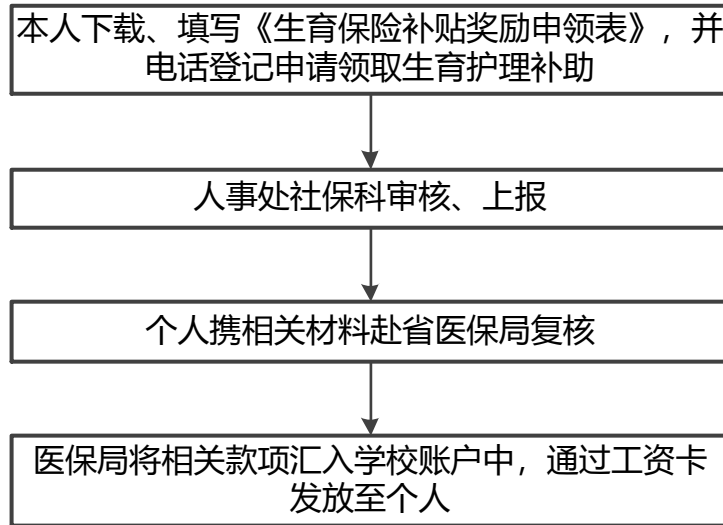 本人下载、填写《生育保险补贴奖励申领表》，并
电话登记申请领取生育护理补助
人事处社保科审核、上报
个人携相关材料赴省医保局复核
医保局将相关款项汇入学校账户中，通过工资卡
发放至个人